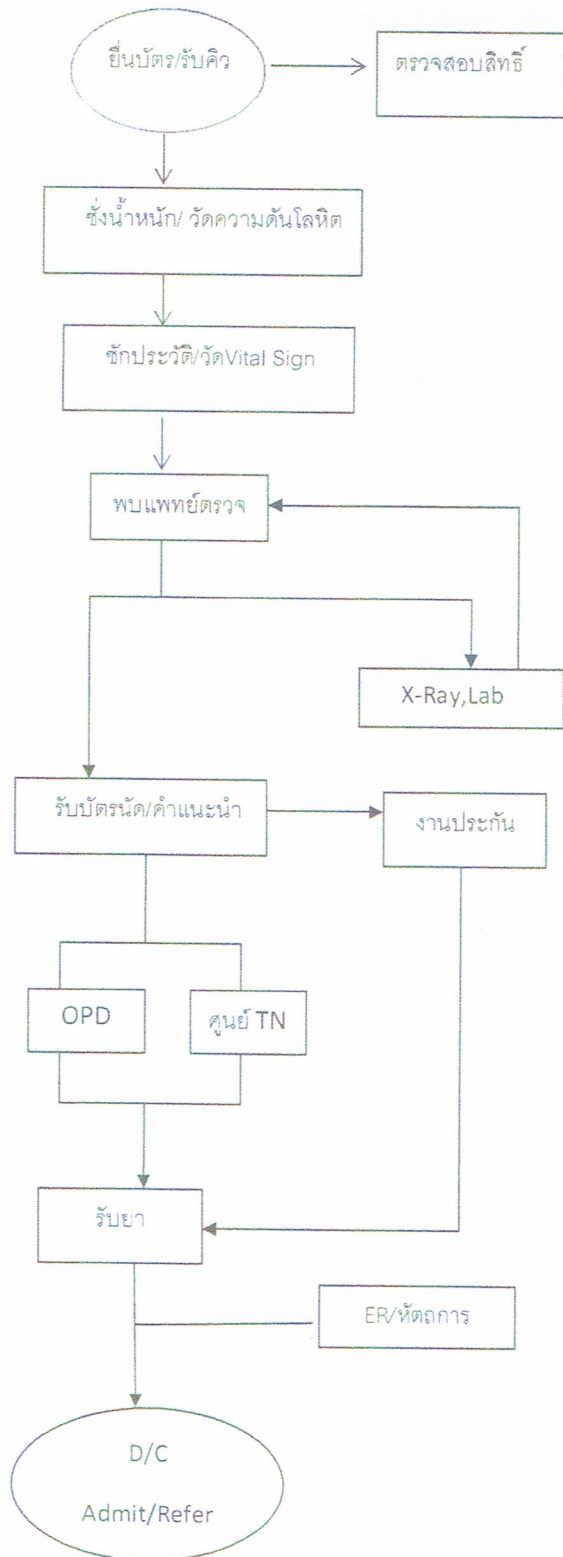 ยื่นบัตร/รับคิว
ตรวจสอบสิทธิ์
ชั่งน้ำหนัก/ วัดความดันโลหิต
ซักประวัติ/วัดVital Sign
พบแพทย์ตรวจ
X-Ray,Lab
รับบัตรนัด/คำแนะนำ
งานประกัน
OPD
ศูนย์ TN
รับยา
ER/หัตถการ
D/C
Admit/Refer